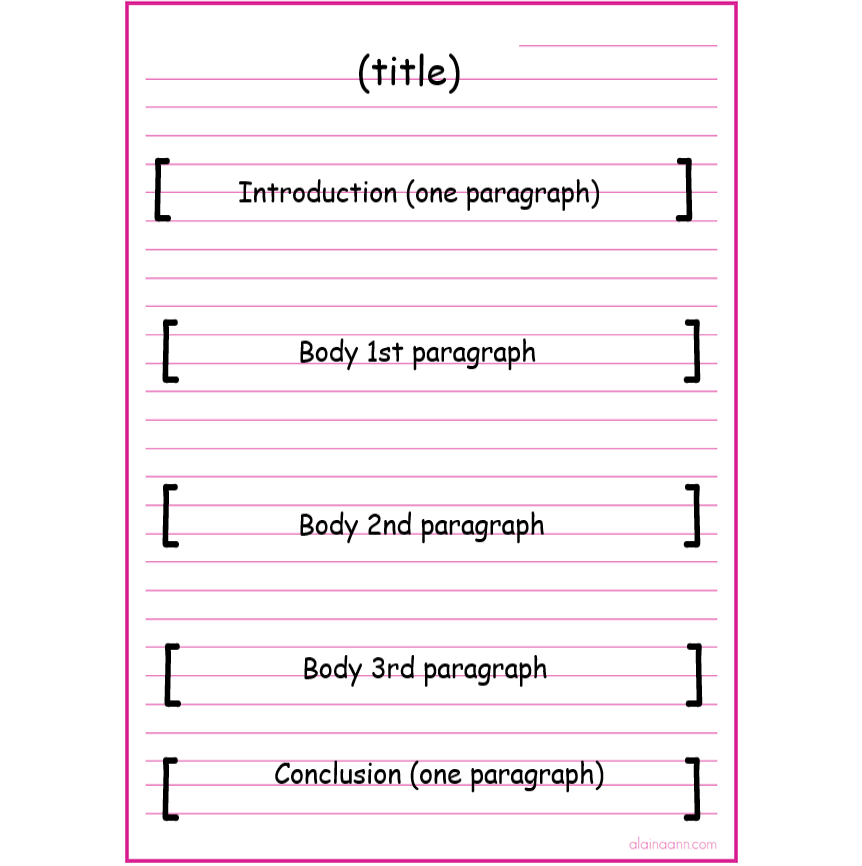 (title)
Introduction (one paragraph)
Body 1st paragraph
Body 2nd paragraph
Body 3rd paragraph
Conclusion (one paragraph)
alainaann.com